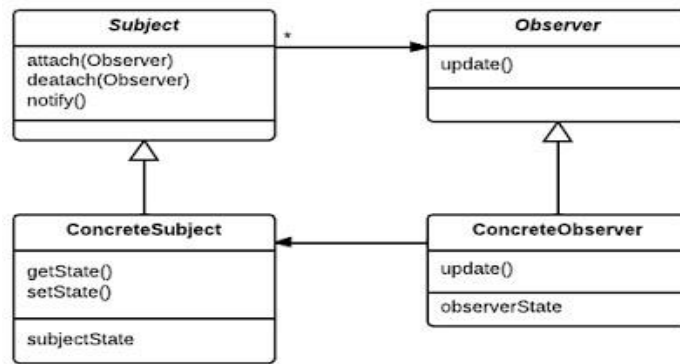 Subject
attach(Observer)
deatach(Observer)
notify()
*
Observer
update()
ConcreteSubject
getState()
setState()
subjectState
ConcreteObserver
update()
observerState